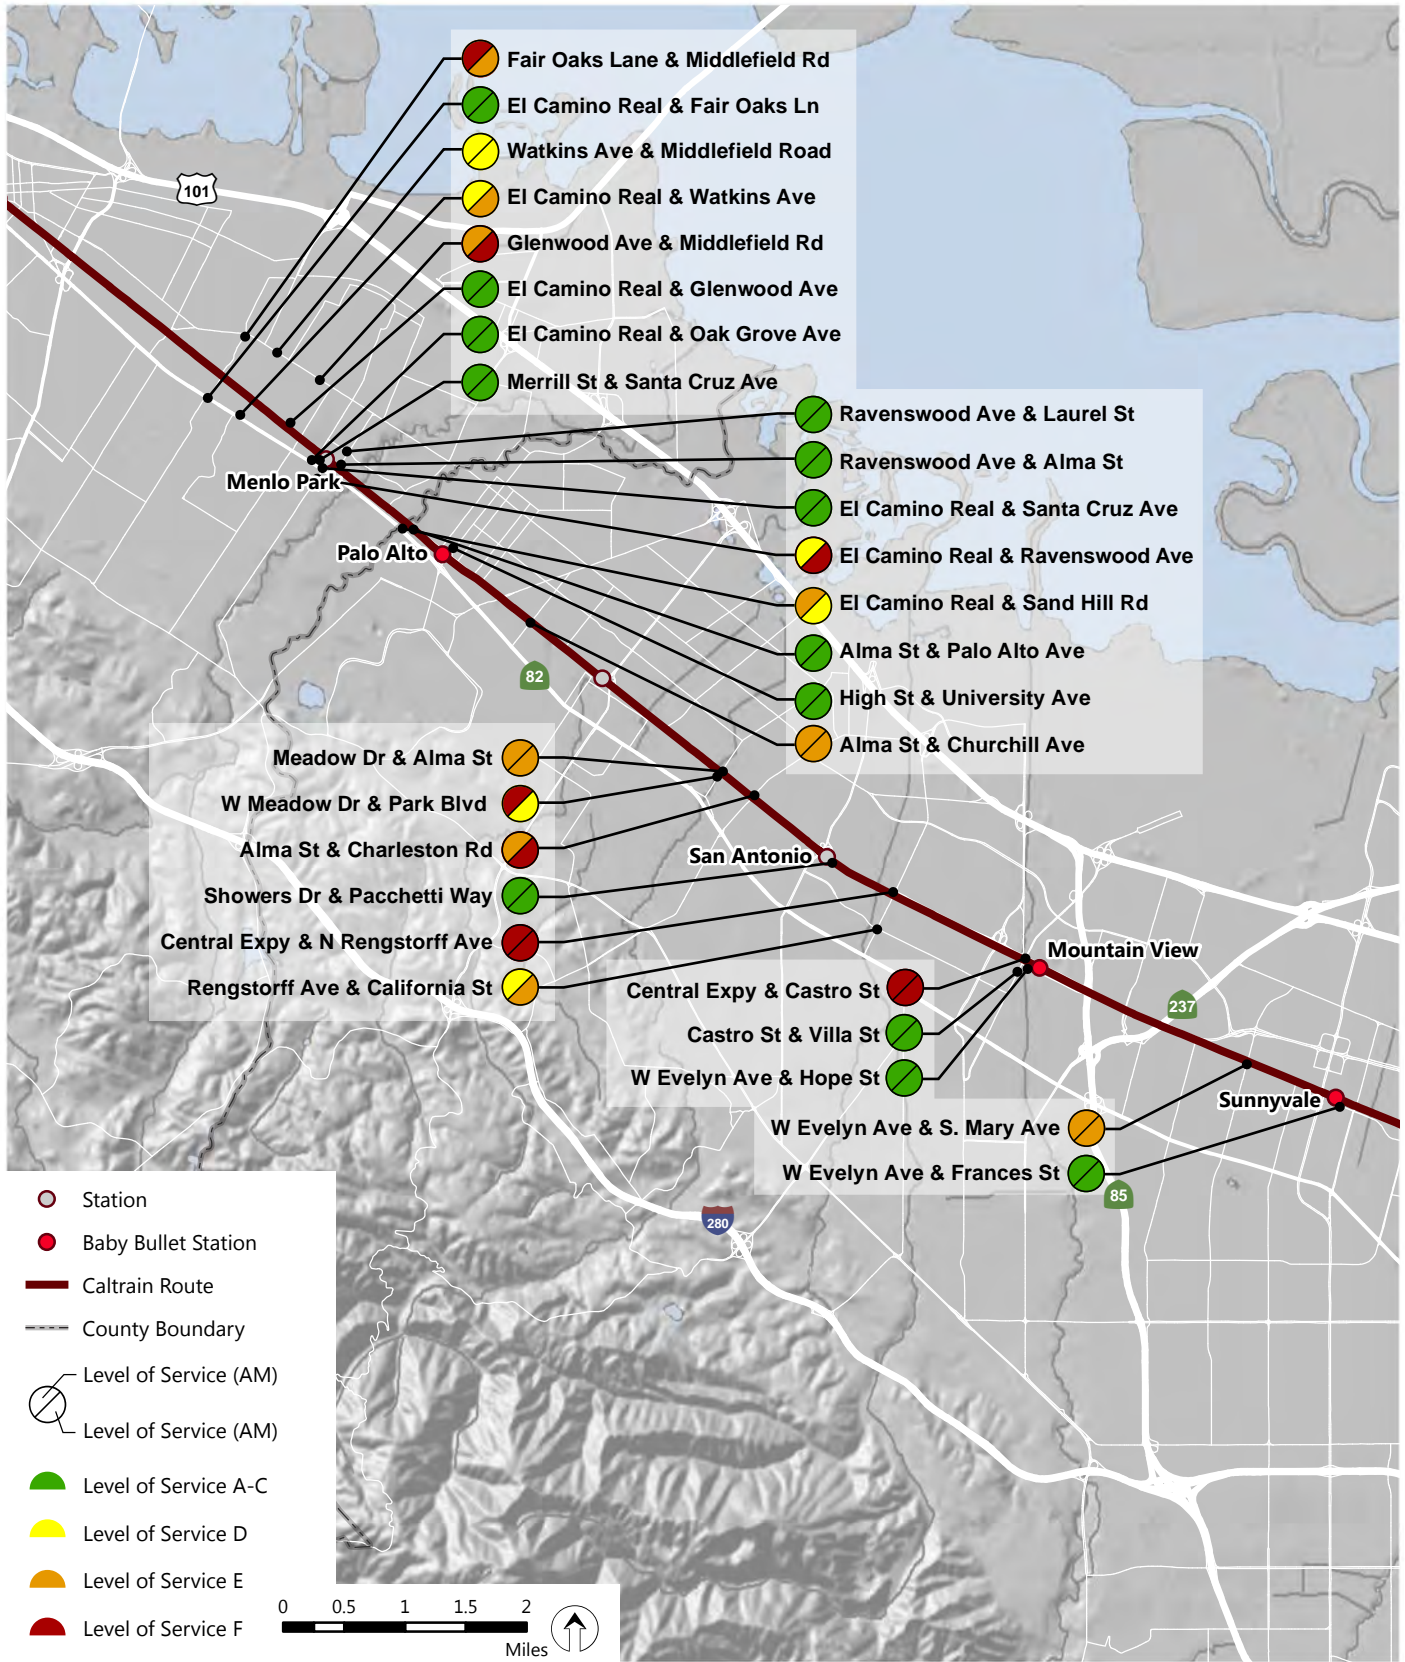 Fair Oaks Lane & Middlefield Rd
El Camino Real & Fair Oaks Ln
Watkins Ave & Middlefield Road
101
El Camino Real & Watkins Ave
Glenwood Ave & Middlefield Rd
El Camino Real & Glenwood Ave
El Camino Real & Oak Grove Ave
Merrill St & Santa Cruz Ave
Ravenswood Ave & Laurel St
Ravenswood Ave & Alma St
Menlo Park
El Camino Real & Santa Cruz Ave
Palo Alto
El Camino Real & Ravenswood Ave
El Camino Real & Sand Hill Rd
Alma St & Palo Alto Ave
82
High St & University Ave
Alma St & Churchill Ave
Meadow Dr & Alma St
W Meadow Dr & Park Blvd
Alma St & Charleston Rd
San Antonio
Showers Dr & Pacchetti Way
Central Expy & N Rengstorff Ave
Rengstorff Ave & California St
Mountain View
Central Expy & Castro St
237
Castro St & Villa St
W Evelyn Ave & Hope St
Sunnyvale
W Evelyn Ave & S. Mary Ave
W Evelyn Ave & Frances St
85
280
Station
Baby Bullet Station
Caltrain Route
County Boundary
Level of Service (AM)
Level of Service (AM)
Level of Service A-C
Level of Service D
Level of Service E
Level of Service F
0 0.5 1 1.5 2
Miles